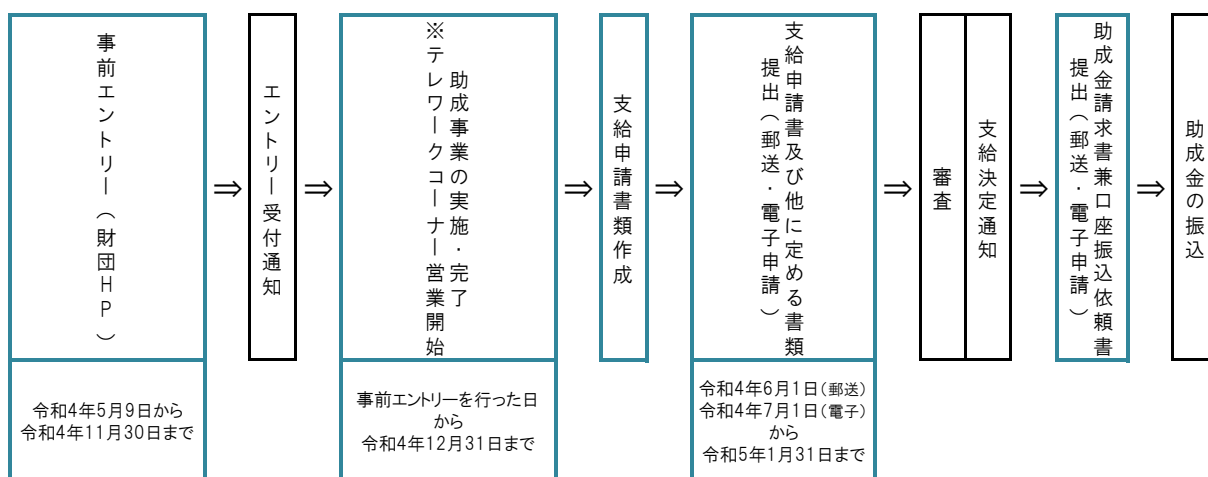 事前エントリー（財団ＨＰ）
令和4年5月9日から
令和4年11月30日まで
⇒
エントリー受付通知
⇒
助成事業の実施・完了
※テレワークコーナー営業開始
事前エントリーを行った日
から
令和4年12月31日まで
⇒
支給申請書類作成
⇒
支給申請書及び他に定める書類
提出（郵送・電子申請）
令和4年6月1日（郵送）
令和4年7月1日（電子）
から
令和5年1月31日まで
⇒
審査
支給決定通知
⇒
助成金請求書兼口座振込依頼書
提出（郵送・電子申請）
⇒
助成金の振込